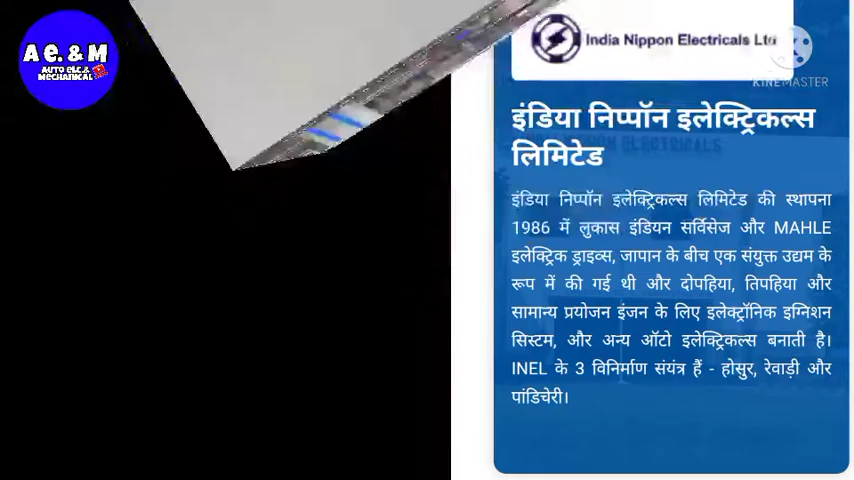 A e. & M
AUTO ELC.&
MECHANICAL
India Nippon Electricals Ltd
KINEMASTER
इंडिया निप्पॉन इलेक्ट्रिकल्स
लिमिटेड
इंडिया निप्पॉन इलेक्ट्रिकल्स लिमिटेड की स्थापना
1986 में लुकास इंडियन सर्विसेज और MAHLE
इलेक्ट्रिक ड्राइव्स, जापान के बीच एक संयुक्त उद्यम के
रूप में की गई थी और दोपहिया, तिपहिया और
सामान्य प्रयोजन इंजन के लिए इलेक्ट्रॉनिक इग्निशन
सिस्टम, और अन्य ऑटो इलेक्ट्रिकल्स बनाती है।
INEL के 3 विनिर्माण संयंत्र हैं - होसुर, रेवाड़ी और
पांडिचेरी।